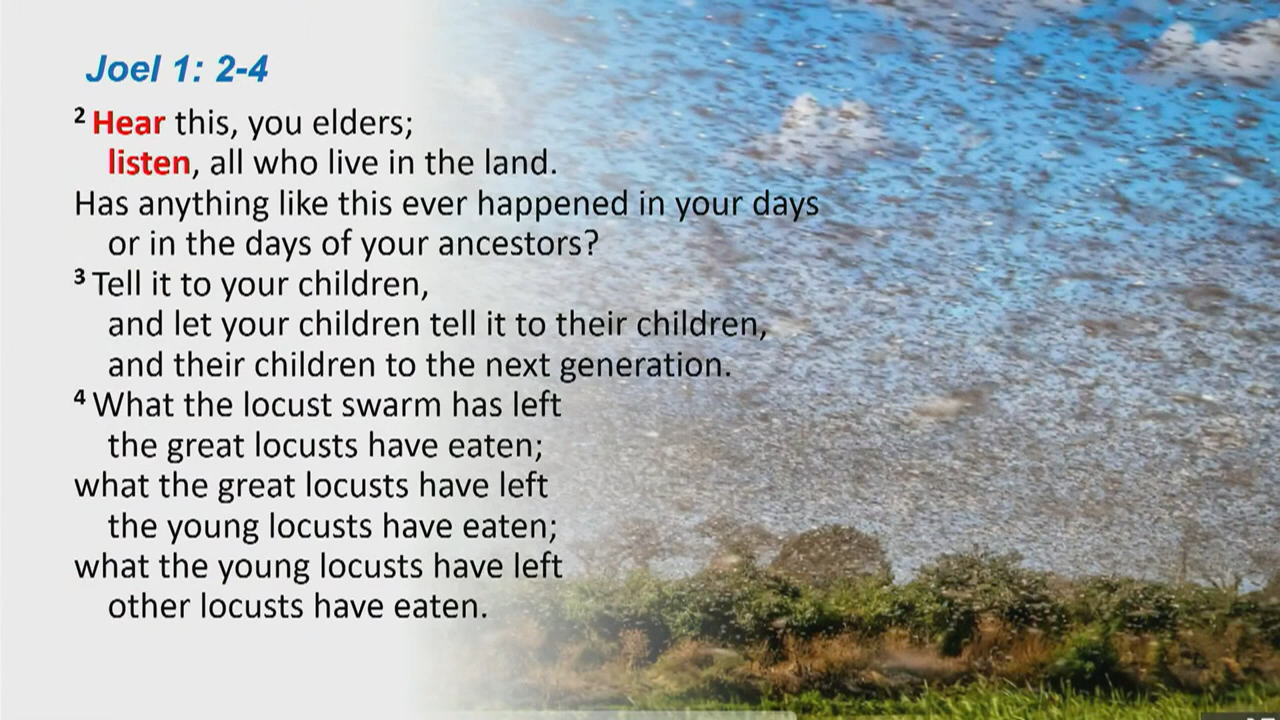 Joel 1: 2-4
2 Hear this, you elders;
listen, all who live in the land.
Has anything like this ever happened in your days
or in the days of your ancestors?
3 Tell it to your children,
and let your children tell it to their children,
and their children to the next generation.
4 What the locust swarm has left
the great locusts have eaten;
what the great locusts have left
the young locusts have eaten;
what the young locusts have left
other locusts have eaten.